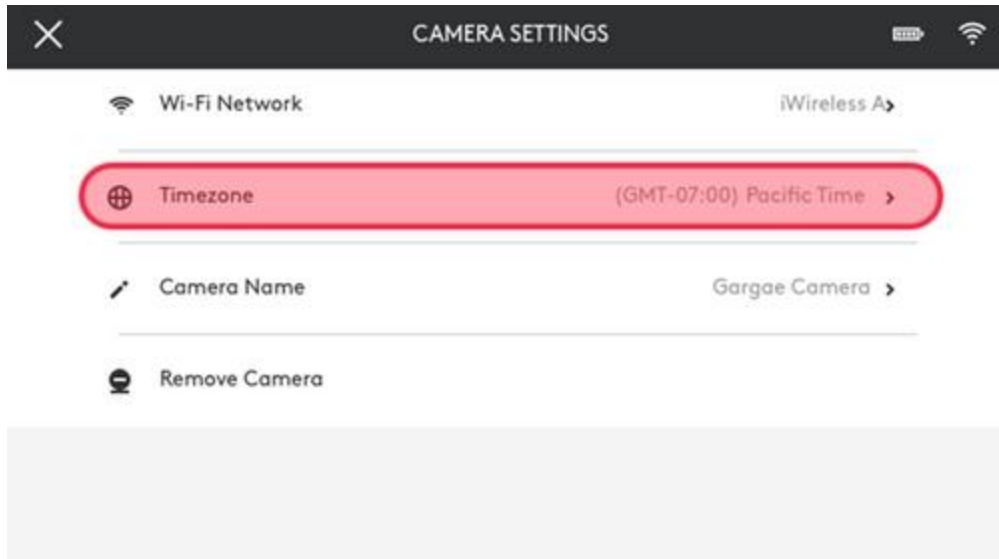 CAMERA SETTINGS
Wi-Fi Network iWireless A
Timezone (GMT-07:00) Pacific Time
Camera Name Gargae Camera
Remove Camera